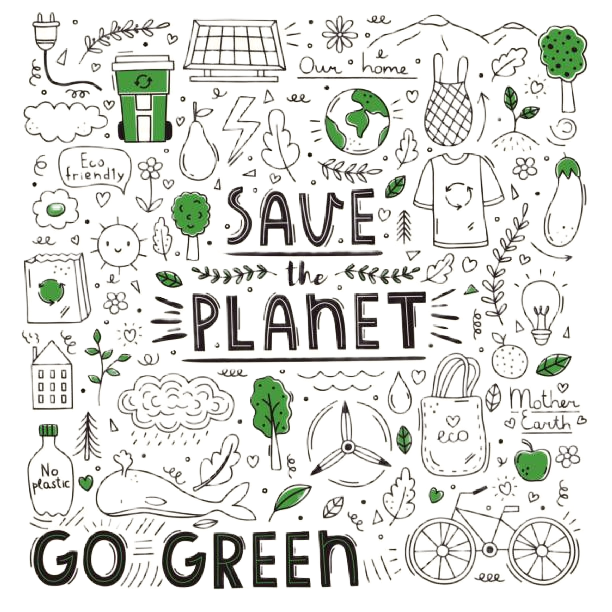 Our home
Eco
friendly
SAVE
the
PLANET
Mother
Earth
eco
No
plastic
GO GREEN